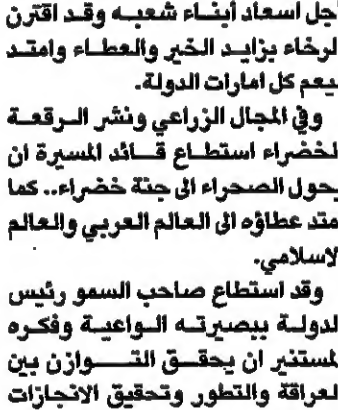 أجل اسعاد أبناء شعبه وقد اقترن
لرخاء بزايد الخير والعطاء وامتد
يعم كل امارات الدولة.
وفي المجال الزراعي ونشر الرقعة
لخضراء استطاع قائد المسيرة ان
يحول الصحراء الى جنة خضراء.. كما
متد عطاؤه الى العالم العربي والعالم
لاسلامي.
وقد استطاع صاحب السمو رئيس
لدولة ببصيرته الواعية وفكره
لمستنير ان يحقق التوازن بين
لعراقة والتطور وتحقيق الانجازات